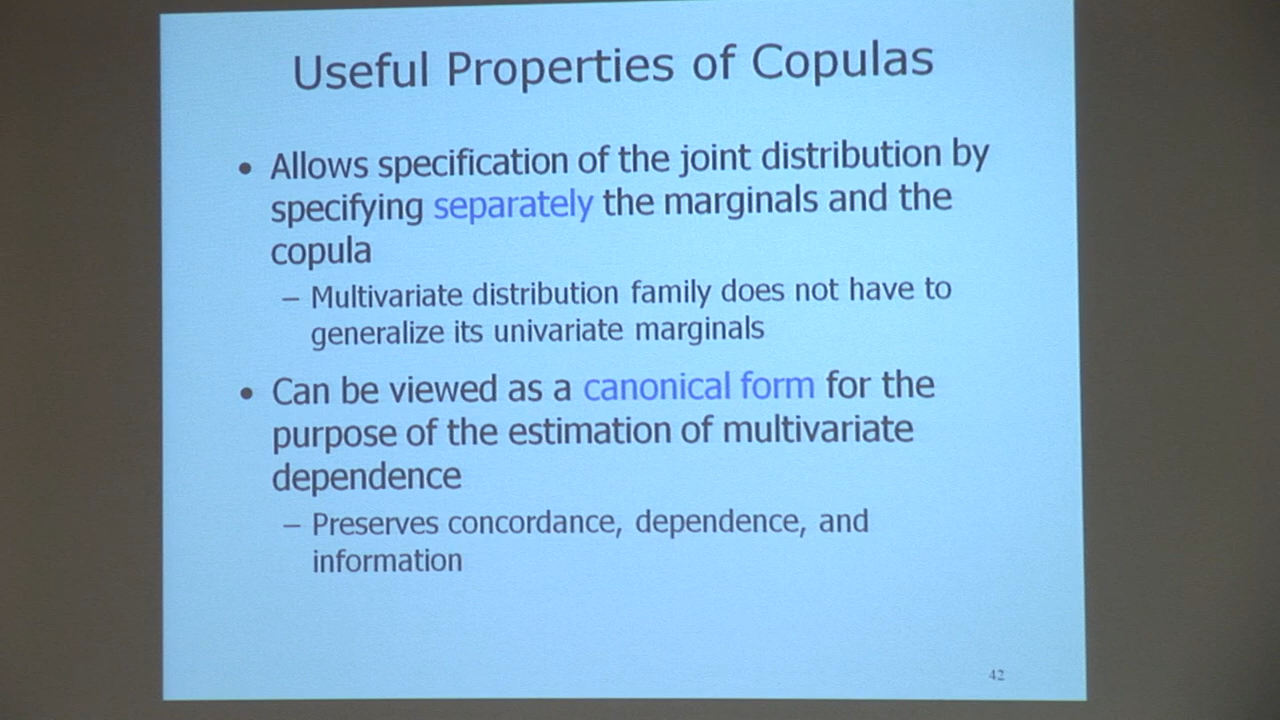 Useful Properties of Copulas
• Allows specification of the joint distribution by
specifying separately the marginals and the
copula
– Multivariate distribution family does not have to
generalize its univariate marginals
• Can be viewed as a canonical form for the
purpose of the estimation of multivariate
dependence
– Preserves concordance, dependence, and
information
42